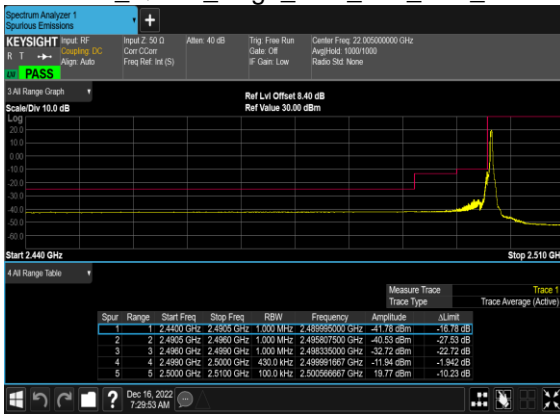 Spectrum Analyzer 1
Spurious Emissions
+
KEYSIGHT Input: RF Input Z: 50 Ω Atten: 40 dB Trig: Free Run Center Freq: 22.005000000 GHz
R T Coupling: DC Corr CCorr Gate: Off Avg|Hold: 1000/1000
Align: Auto Freq Ref: Int (S) IF Gain: Low Radio Std: None
LXI PASS
3 All Range Graph
Ref Lvl Offset 8.40 dB
Scale/Div 10.0 dB Ref Value 30.00 dBm
Log
20.0
10.0
0.00
-10.0
-20.0
-30.0
-40.0
-50.0
-60.0
Start 2.440 GHz Stop 2.510 GH
4 All Range Table
Measure Trace Trace 1
Trace Type Trace Average (Active)
Spur Range Start Freq Stop Freq RBW Frequency Amplitude ΔLimit
1 1 2.4400 GHz 2.4905 GHz 1.000 MHz 2.489995000 GHz -41.78 dBm -16.78 dB
2 2 2.4905 GHz 2.4960 GHz 1.000 MHz 2.495807500 GHz -40.53 dBm -27.53 dB
3 3 2.4960 GHz 2.4990 GHz 1.000 MHz 2.498335000 GHz -32.72 dBm -22.72 dB
4 4 2.4990 GHz 2.5000 GHz 430.0 kHz 2.499991667 GHz -11.94 dBm -1.942 dB
5 5 2.5000 GHz 2.5100 GHz 100.0 kHz 2.500566667 GHz 19.77 dBm -10.23 dB
? Dec 16, 2022
7:29:53 AM